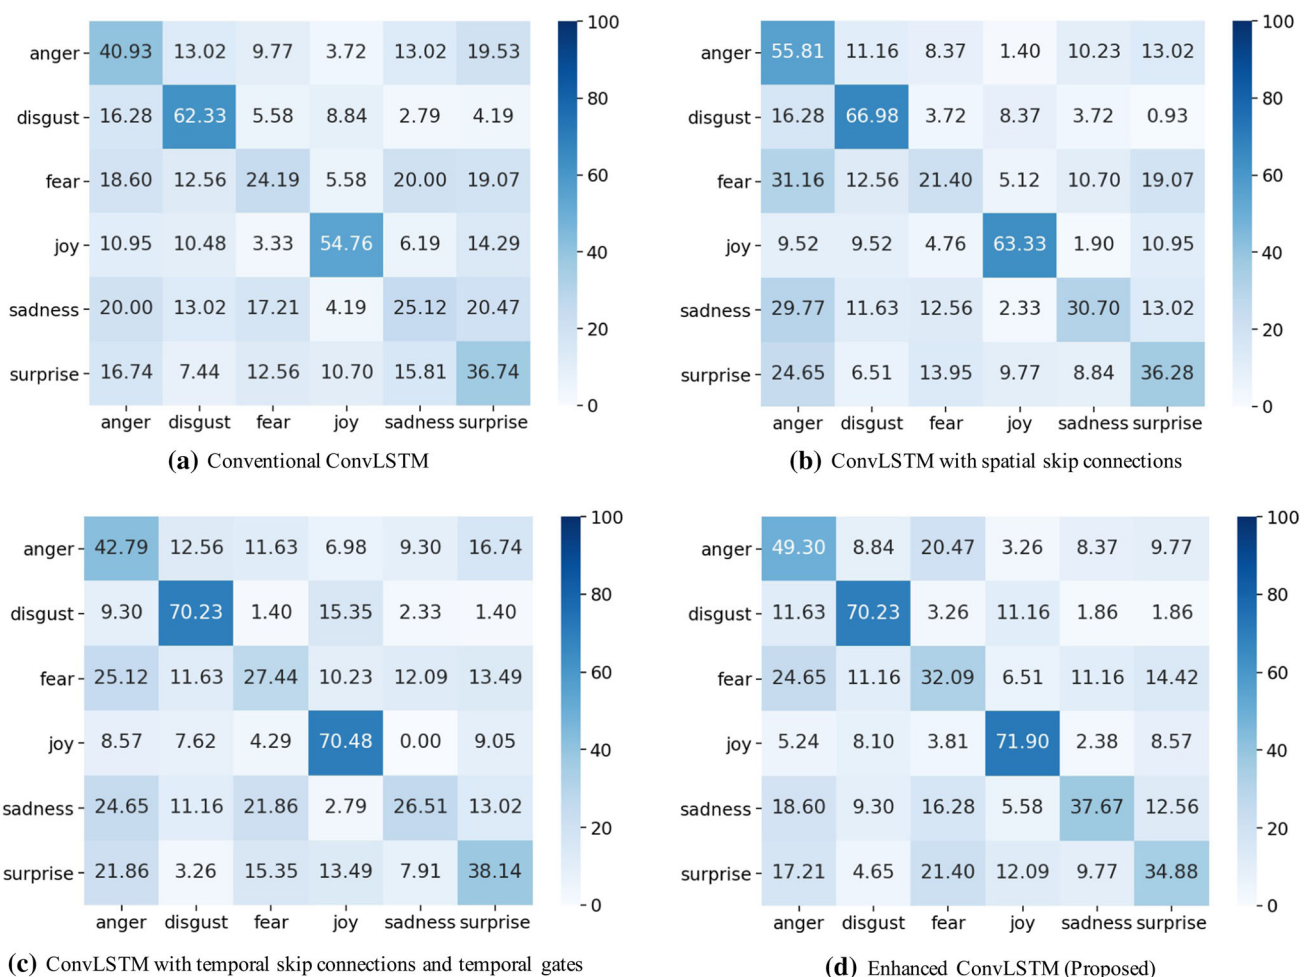 anger 40.93 13.02 9.77 3.72 13.02 19.53
disgust 16.28 62.33 5.58 8.84 2.79 4.19
fear 18.60 12.56 24.19 5.58 20.00 19.07
joy 10.95 10.48 3.33 54.76 6.19 14.29
sadness 20.00 13.02 17.21 4.19 25.12 20.47
surprise 16.74 7.44 12.56 10.70 15.81 36.74
anger disgust fear joy sadness surprise
100
80
60
40
20
0
(a) Conventional ConvLSTM
anger 55.81 11.16 8.37 1.40 10.23 13.02
disgust 16.28 66.98 3.72 8.37 3.72 0.93
fear 31.16 12.56 21.40 5.12 10.70 19.07
joy 9.52 9.52 4.76 63.33 1.90 10.95
sadness 29.77 11.63 12.56 2.33 30.70 13.02
surprise 24.65 6.51 13.95 9.77 8.84 36.28
anger disgust fear joy sadness surprise
100
80
60
40
20
0
(b) ConvLSTM with spatial skip connections
anger 42.79 12.56 11.63 6.98 9.30 16.74
disgust 9.30 70.23 1.40 15.35 2.33 1.40
fear 25.12 11.63 27.44 10.23 12.09 13.49
joy 8.57 7.62 4.29 70.48 0.00 9.05
sadness 24.65 11.16 21.86 2.79 26.51 13.02
surprise 21.86 3.26 15.35 13.49 7.91 38.14
anger disgust fear joy sadness surprise
100
80
60
40
20
0
(c) ConvLSTM with temporal skip connections and temporal gates
anger 49.30 8.84 20.47 3.26 8.37 9.77
disgust 11.63 70.23 3.26 11.16 1.86 1.86
fear 24.65 11.16 32.09 6.51 11.16 14.42
joy 5.24 8.10 3.81 71.90 2.38 8.57
sadness 18.60 9.30 16.28 5.58 37.67 12.56
surprise 17.21 4.65 21.40 12.09 9.77 34.88
anger disgust fear joy sadness surprise
100
80
60
40
20
0
(d) Enhanced ConvLSTM (Proposed)